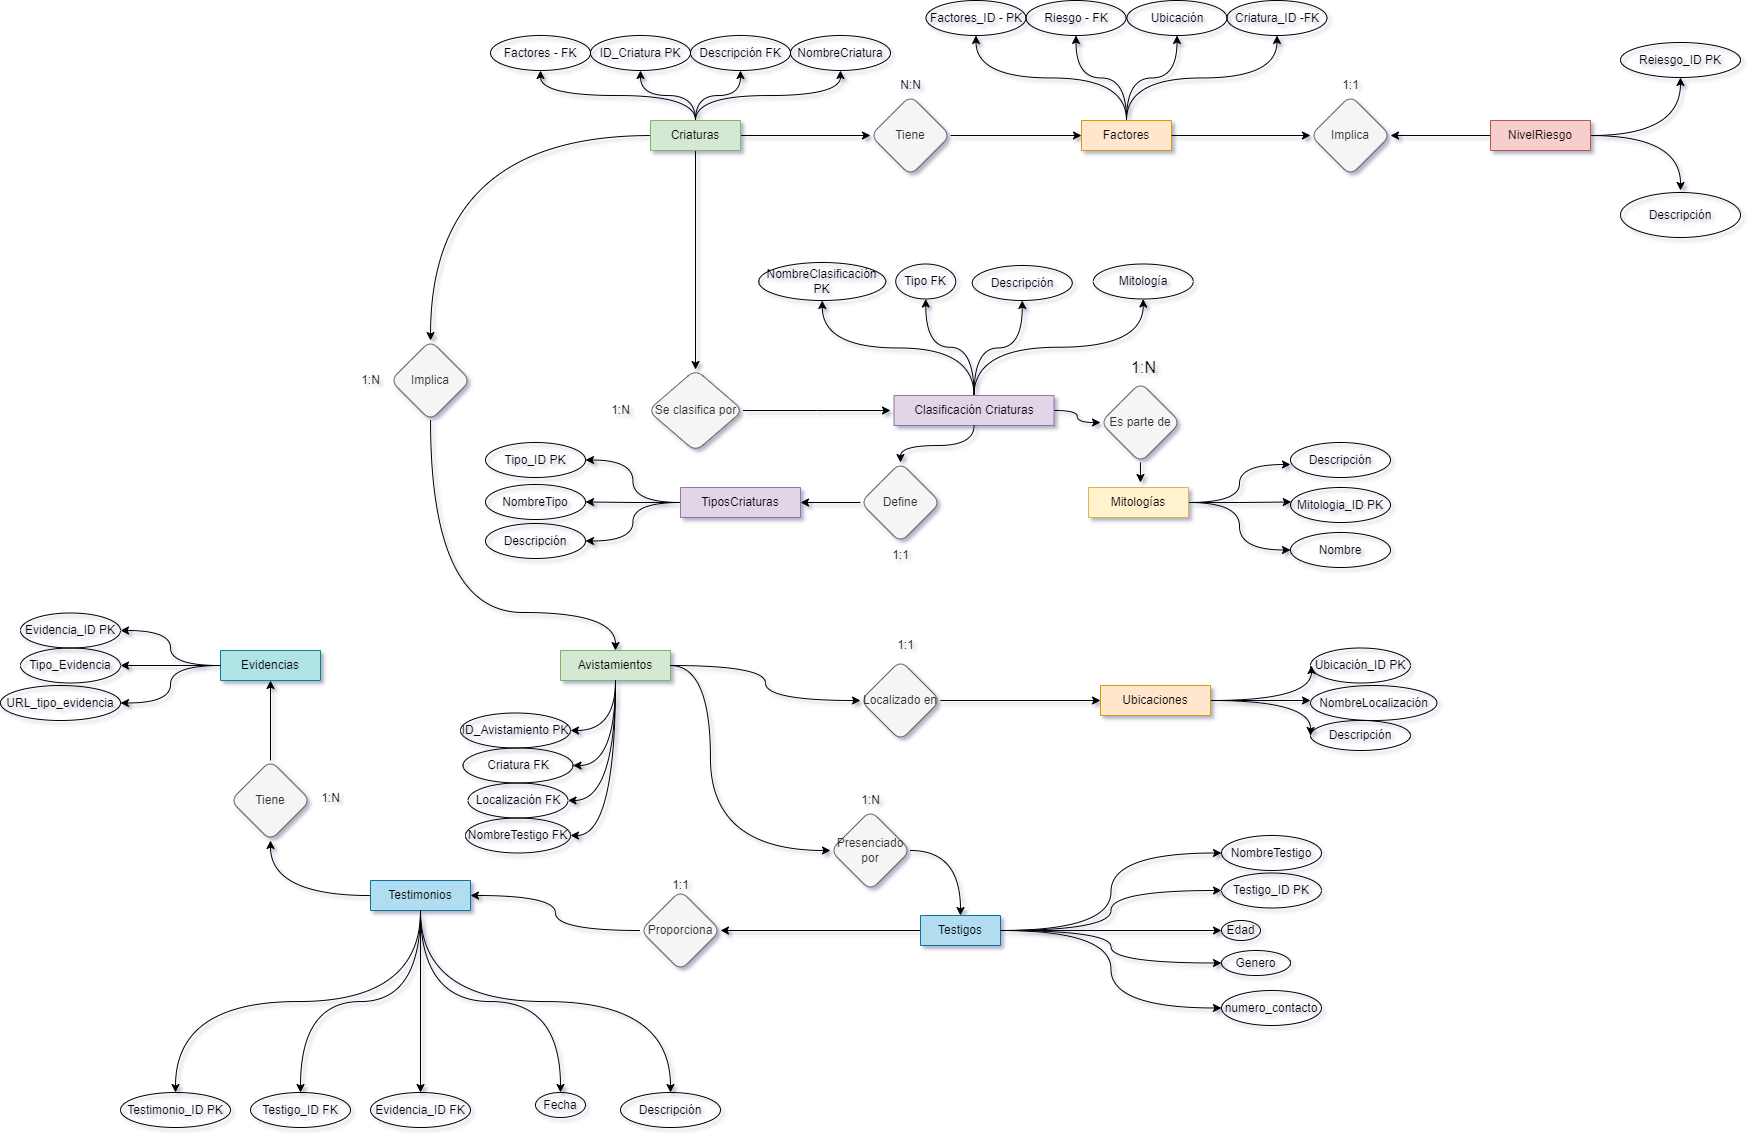 Factores_ID - PK
Riesgo - FK
Ubicación
Criatura_ID -FK
Factores - FK
ID_Criatura PK
Descripción FK
NombreCriatura
Reiesgo_ID PK
N:N
1:1
Criaturas
Tiene
Factores
Implica
NivelRiesgo
Descripción
NombreClasificación
PK
Tipo FK
Descripción
Mitología
1:N
Implica
1:N
1:N
Se clasifica por
Clasificación Criaturas
Es parte de
Tipo_ID PK
NombreTipo
Descripción
TiposCriaturas
Define
1:1
Mitologías
Descripción
Mitologia_ID PK
Nombre
Evidencia_ID PK
Tipo_Evidencia
URL_tipo_evidencia
Evidencias
Avistamientos
1:1
Localizado en
Ubicaciones
Ubicación_ID PK
NombreLocalización
Descripción
ID_Avistamiento PK
Criatura FK
Localización FK
NombreTestigo FK
Tiene
1:N
1:N
Presenciado
por
NombreTestigo
Testigo_ID PK
Edad
Genero
numero_contacto
Testimonios
1:1
Proporciona
Testigos
Testimonio_ID PK
Testigo_ID FK
Evidencia_ID FK
Fecha
Descripción